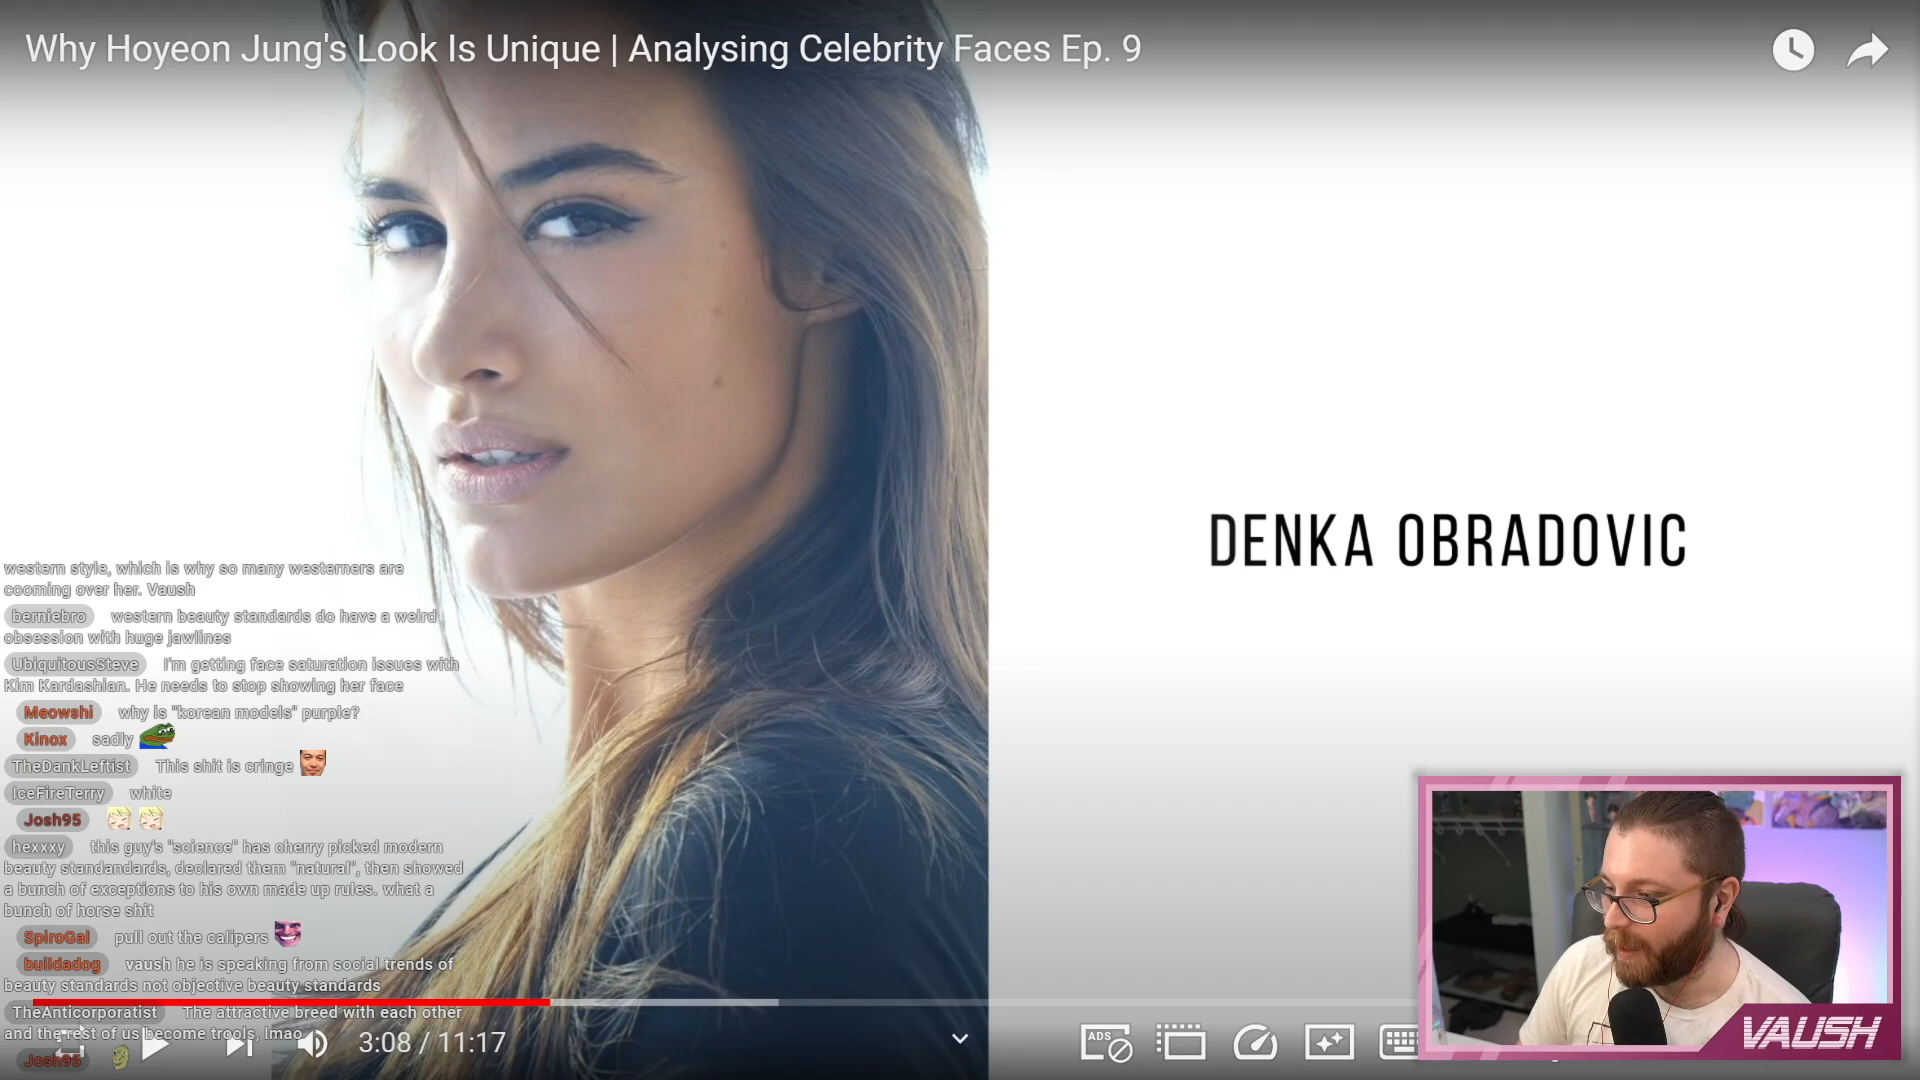 Why Hoyeon Jung's Look Is Unique | Analysing Celebrity Faces Ep. 9
DENKA OBRADOVIC
western style, which is why so many westerners are
cooming over her. Vaush
berniebro western beauty standards do have a weird
obsession with huge jawlines
UbiquitousSteve I'm getting face saturation issues with
Kim Kardashian. He needs to stop showing her face
Meowshi why is "korean models" purple?
Kinox sadly
TheDankLeftist This shit is cringe
IceFireTerry white
Josh95
hexxxy this guy's "science" has cherry picked modern
beauty standandards, declared them "natural", then showed
a bunch of exceptions to his own made up rules. what a
bunch of horse shit
SpiroGal pull out the calipers
buildadog vaush he is speaking from social trends of
beauty standards not objective beauty standards
TheAnticorporatist The attractive breed with each other
and the rest of us become trools, lmao
Josh95
3:08 / 11:17
ADS
VAUSH